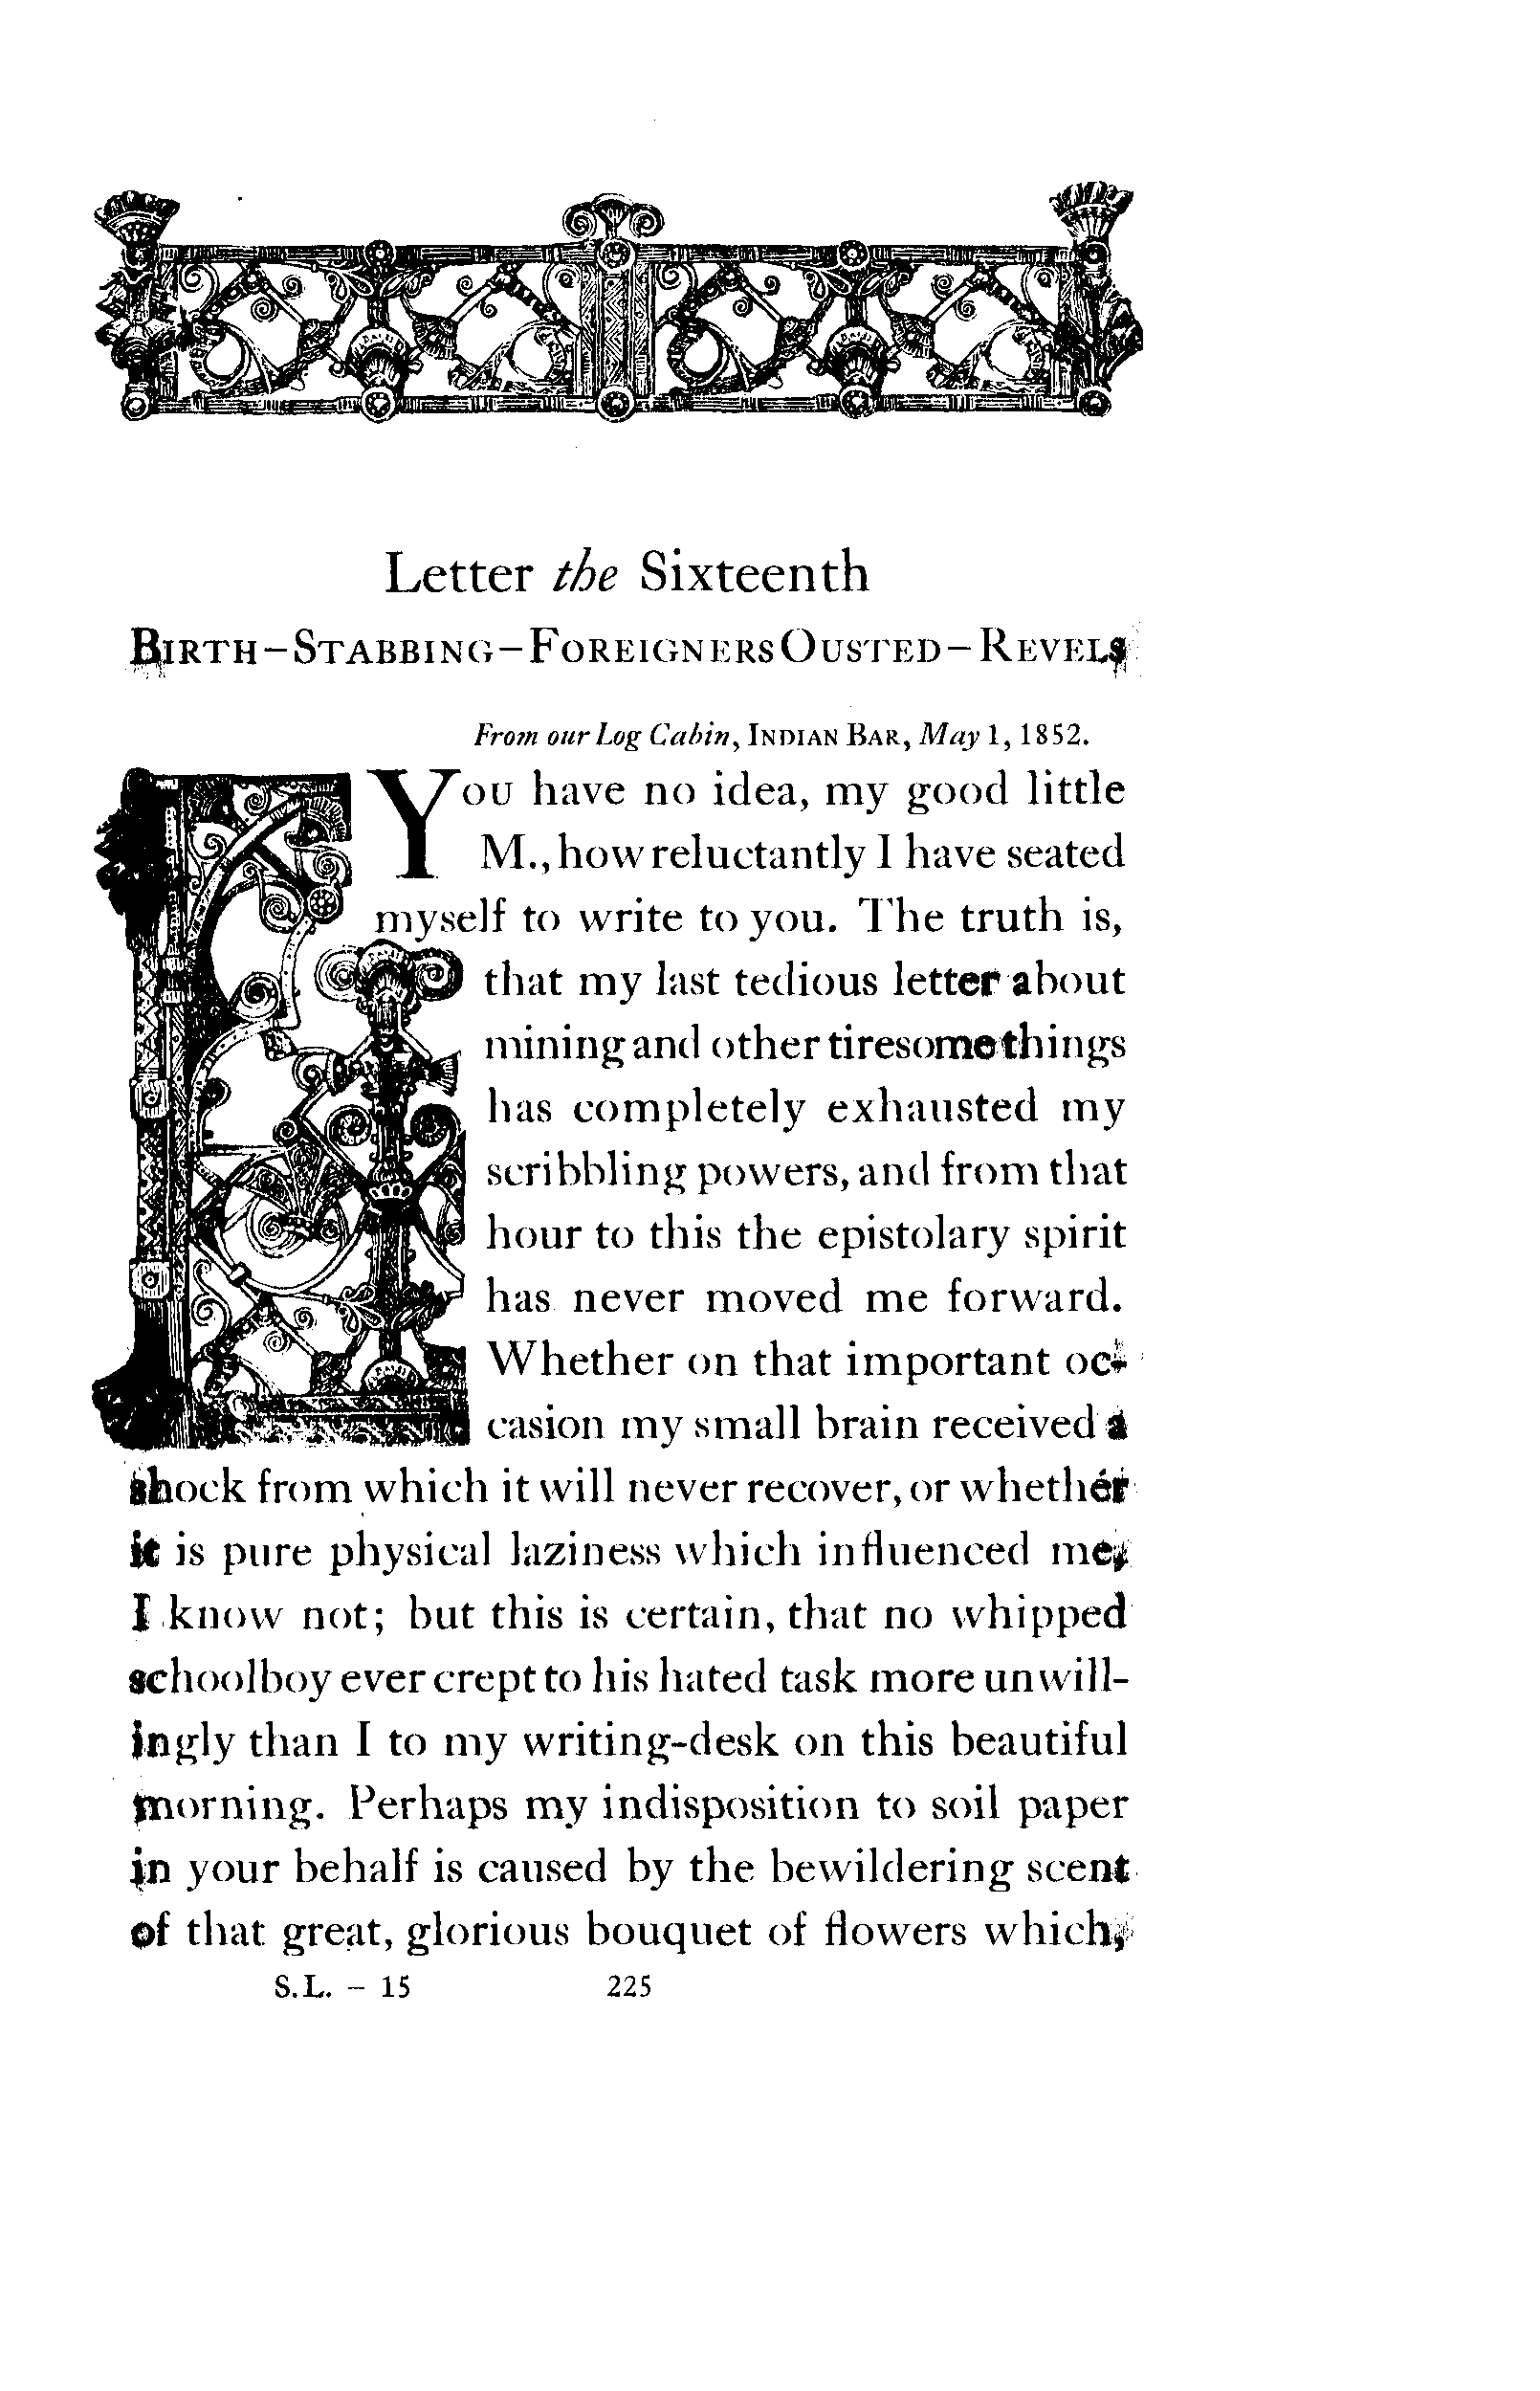 Letter the Sixteenth
BIRTH–STABBING–FOREIGNERS OUSTED–REVELS
From our Log Cabin, INDIAN BAR, May 1, 1852.
YOU have no idea, my good little
M., how reluctantly I have seated
myself to write to you. The truth is,
that my last tedious letter about
mining and other tiresome things
has completely exhausted my
scribbling powers, and from that
hour to this the epistolary spirit
has never moved me forward.
Whether on that important oc-
casion my small brain received a
shock from which it will never recover, or whether
it is pure physical laziness which influenced me,
I know not; but this is certain, that no whipped
schoolboy ever crept to his hated task more unwill-
ingly than I to my writing-desk on this beautiful
morning. Perhaps my indisposition to soil paper
in your behalf is caused by the bewildering scent
of that great, glorious bouquet of flowers which,
S.L. – 15 225